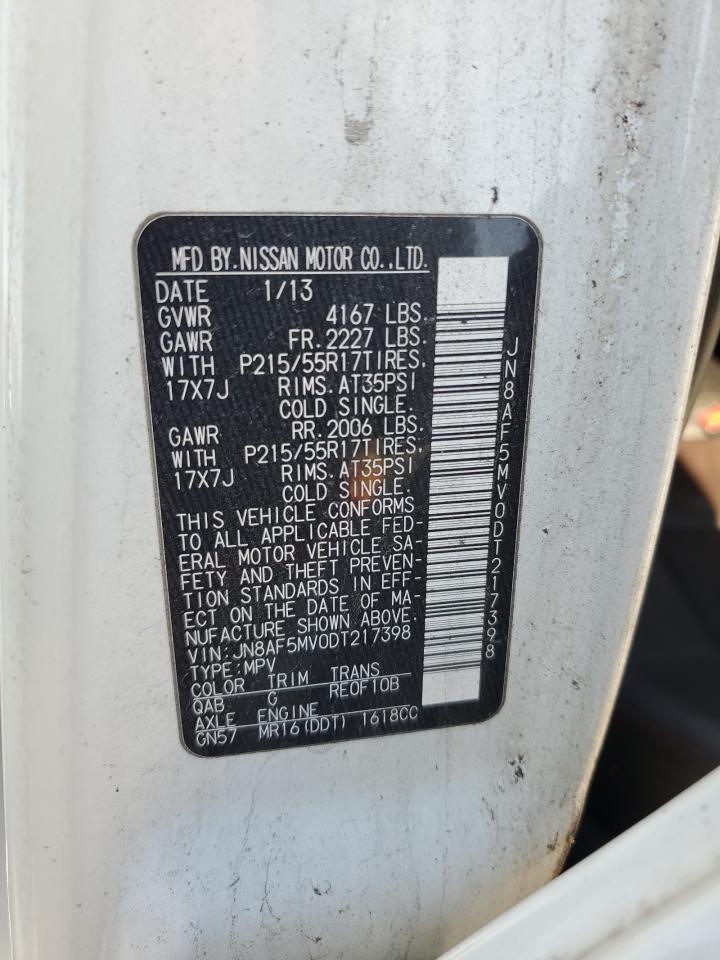 MFD BY.NISSAN MOTOR CO.,LTD.
DATE 1/13
GVWR 4167 LBS.
GAWR FR.2227 LBS.
WITH P215/55R17TIRES,
17X7J RIMS.AT35PSI
COLD SINGLE.
GAWR RR.2006 LBS.
WITH P215/55R17TIRES,
17X7J RIMS.AT35PSI
COLD SINGLE.
THIS VEHICLE CONFORMS
TO ALL APPLICABLE FED-
ERAL MOTOR VEHICLE SA-
FETY AND THEFT PREVEN-
TION STANDARDS IN EFF-
ECT ON THE DATE OF MA-
NUFACTURE SHOWN ABOVE.
VIN:JN8AF5MV0DT217398
TYPE:MPV
COLOR TRIM TRANS
QAB G RE0F10B
AXLE ENGINE
GN57 MR16(DDT) 1618CC
JN8AF5MV0DT217398